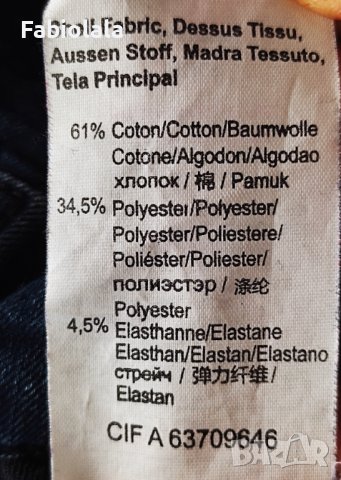 Fabiolala
Fabric, Dessus Tissu,
Aussen Stoff, Madra Tessuto,
Tela Principal
61% Coton/Cotton/Baumwolle
Cotone/Algodon/Algodao
хлопок / 棉 / Pamuk
34,5% Polyester/Polyester/
Polyester/Poliestere/
Poliéster/Poliester/
полиэстэр / 涤纶
Polyester
4,5% Elasthanne/Elastane
Elasthan/Elastan/Elastano
стрейч / 弹力纤维 /
Elastan
CIF A 63709646
bazar